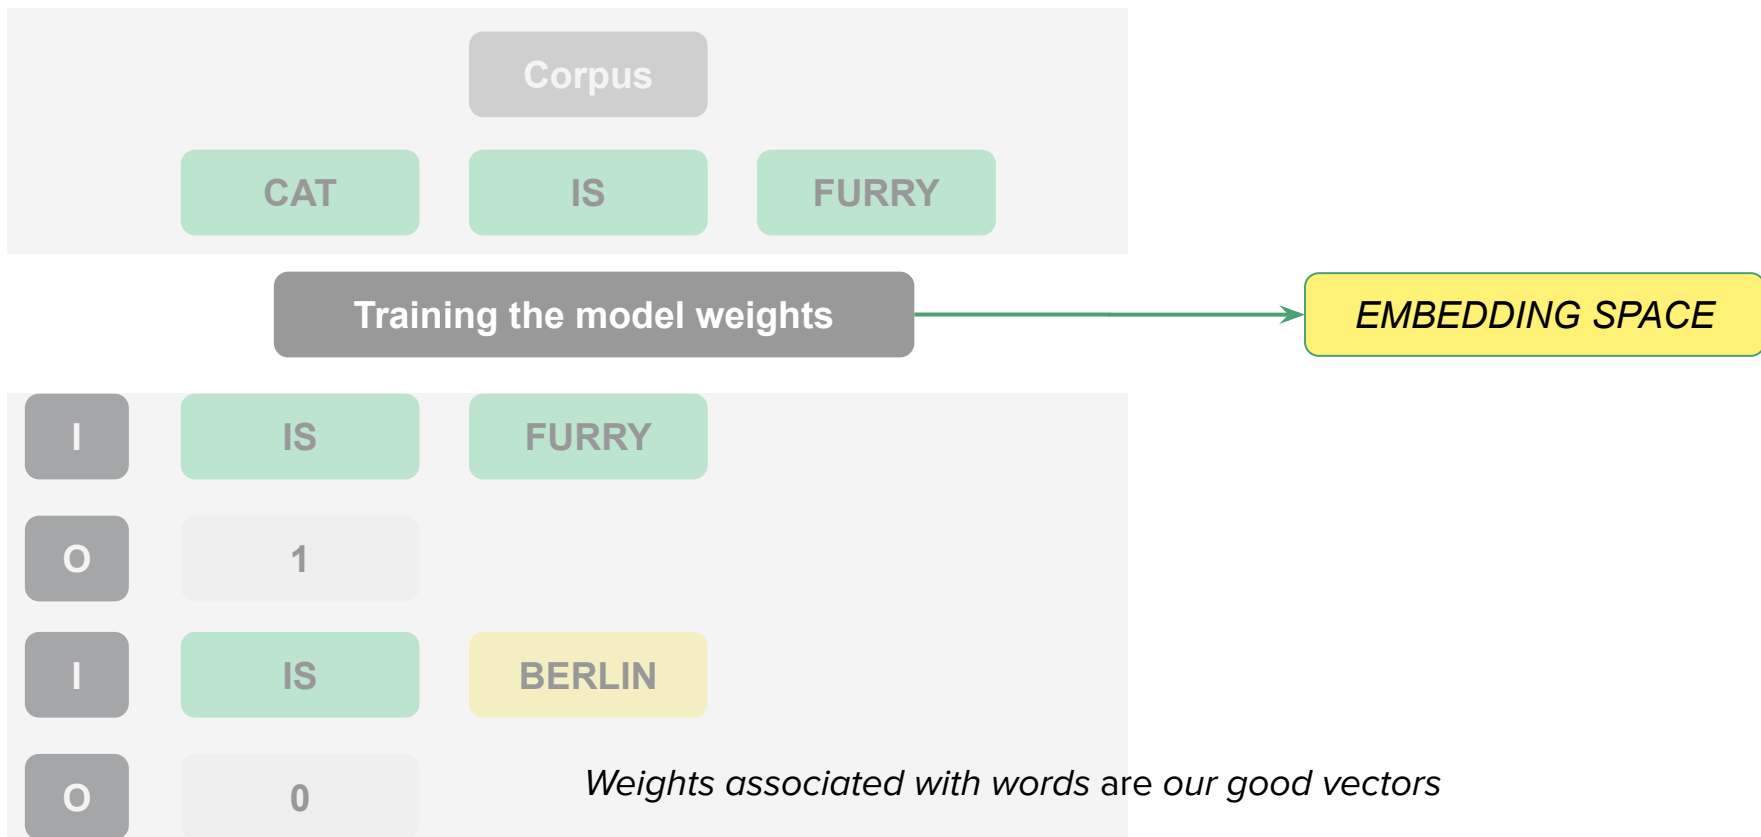 Corpus
CAT IS FURRY
Training the model weights EMBEDDING SPACE
I IS FURRY
O 1
I IS BERLIN
O 0
Weights associated with words are our good vectors